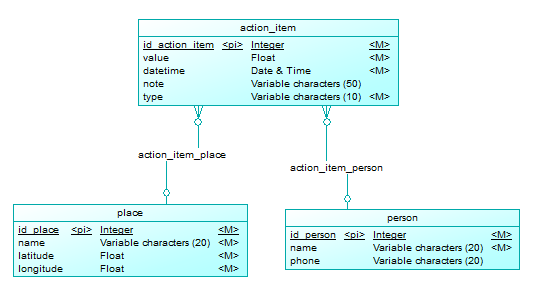 action_item
id_action_item <pi> Integer <M>
value Float <M>
datetime Date & Time <M>
note Variable characters (50)
type Variable characters (10) <M>
action_item_place
action_item_person
place
id_place <pi> Integer <M>
name Variable characters (20) <M>
latitude Float <M>
longitude Float <M>
person
id_person <pi> Integer <M>
name Variable characters (20) <M>
phone Variable characters (20)